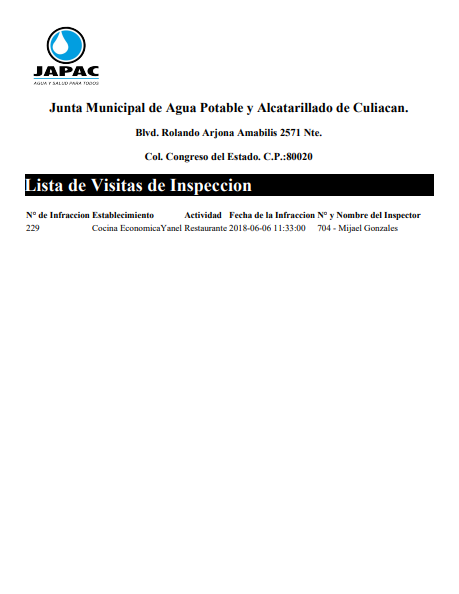 JAPAC
AGUA Y SALUD PARA TODOS
Junta Municipal de Agua Potable y Alcatarillado de Culiacan.
Blvd. Rolando Arjona Amabilis 2571 Nte.
Col. Congreso del Estado. C.P.:80020
Lista de Visitas de Inspeccion
N° de Infraccion Establecimiento Actividad Fecha de la Infraccion N° y Nombre del Inspector
229 Cocina EconomicaYanel Restaurante 2018-06-06 11:33:00 704 - Mijael Gonzales